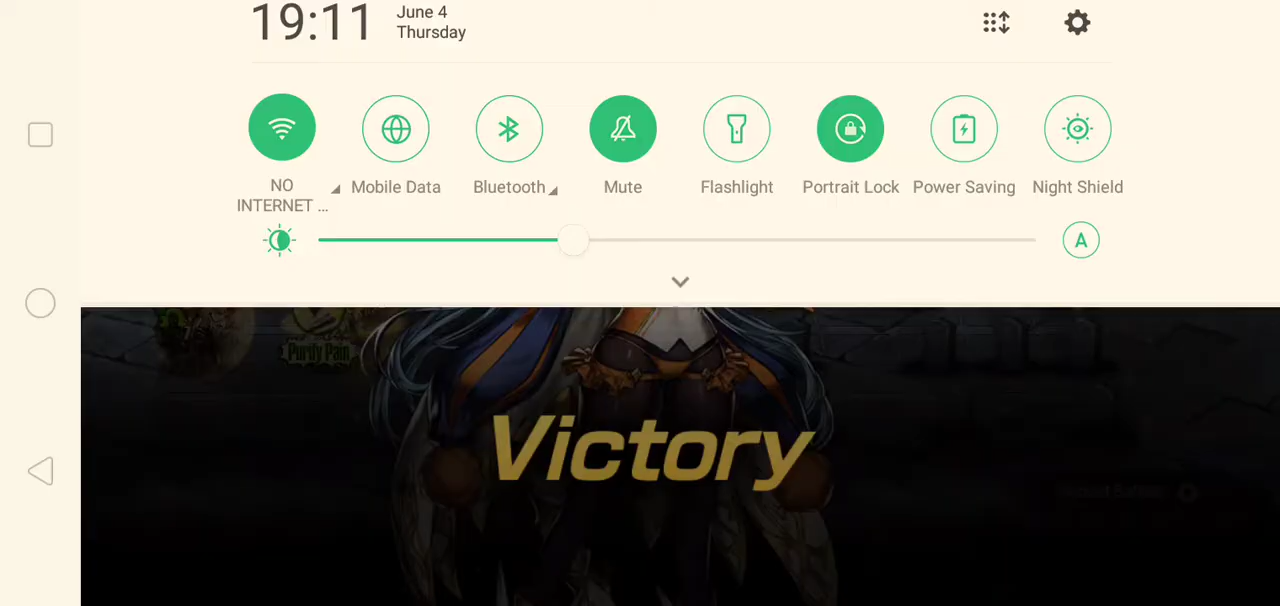 19:11
June 4
Thursday
NO
INTERNET ...
Mobile Data
Bluetooth
Mute
Flashlight
Portrait Lock
Power Saving
Night Shield
A
Purify Pain
Victory